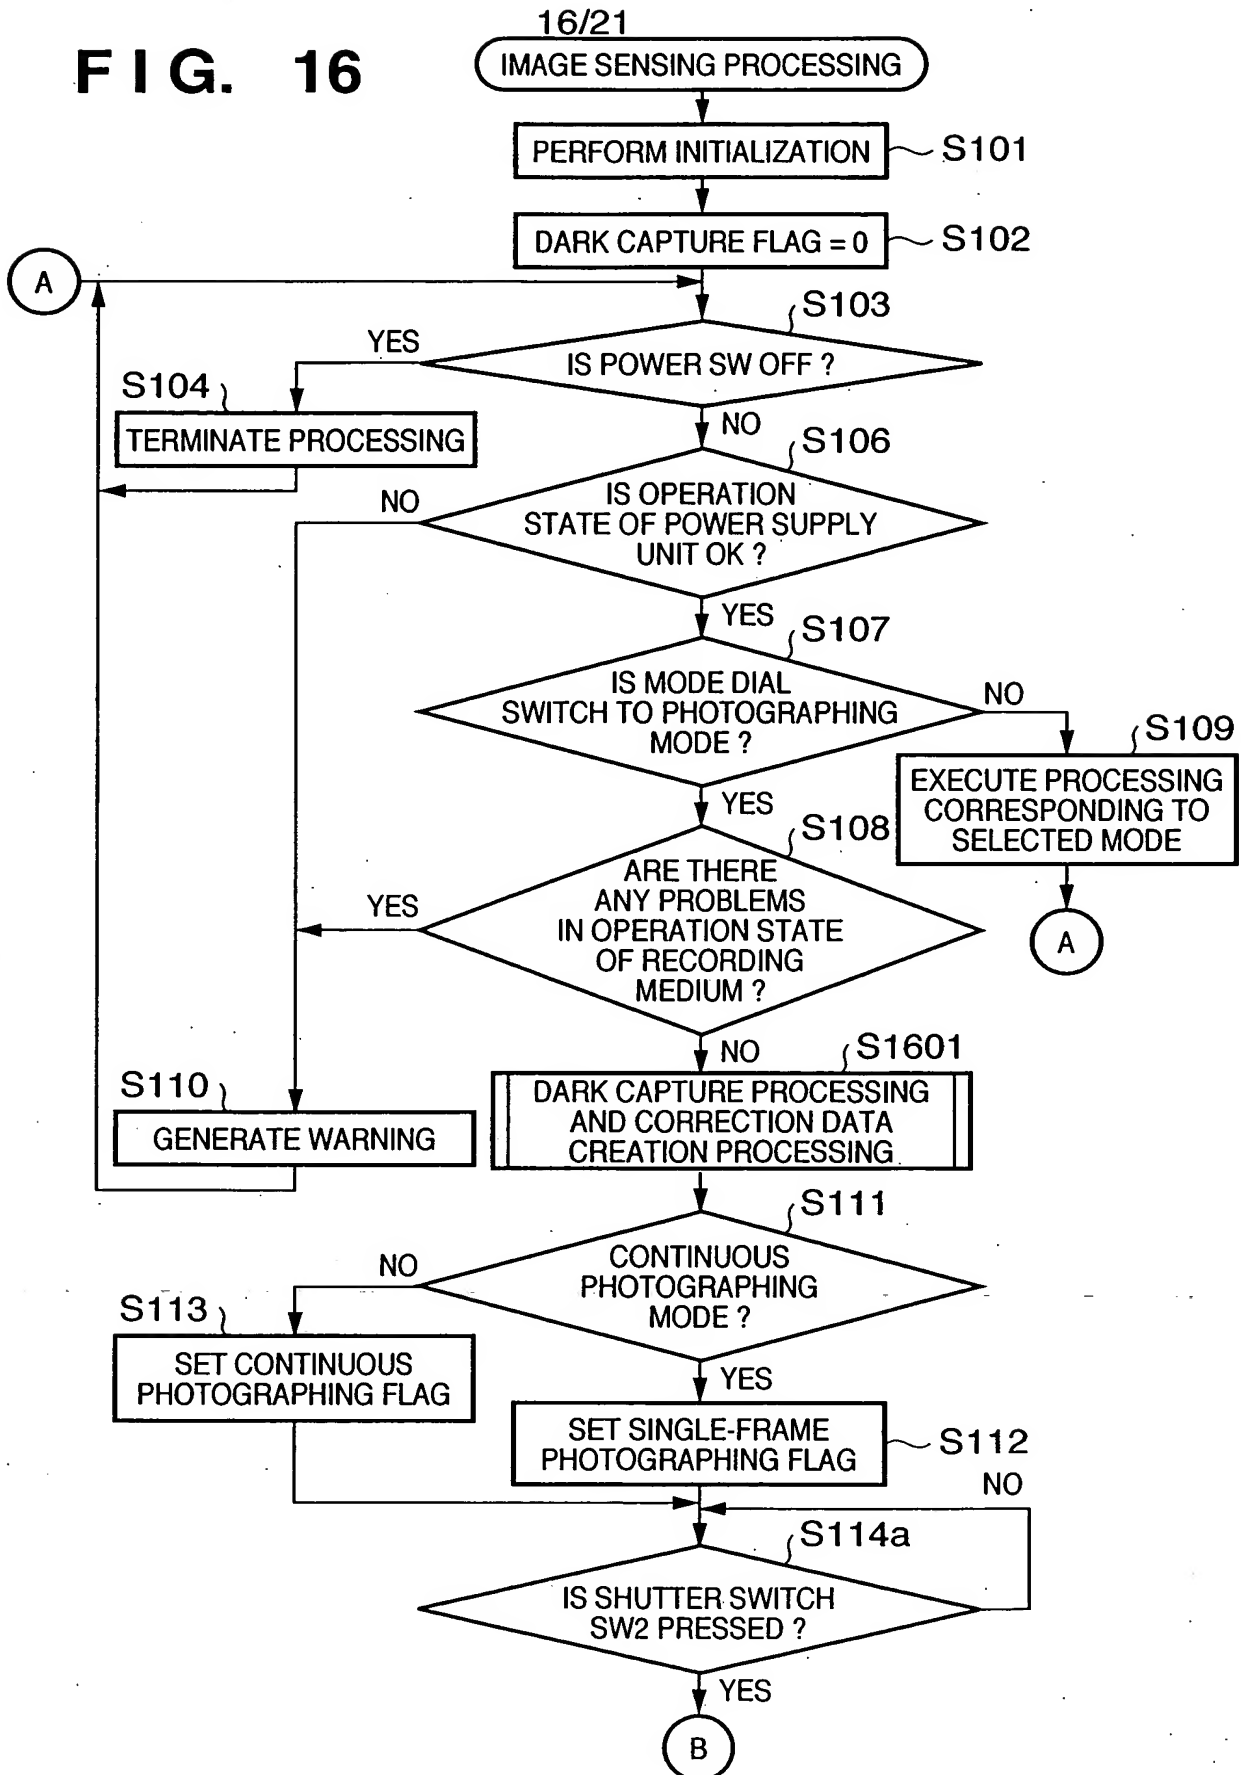 16/21
FIG. 16
IMAGE SENSING PROCESSING
PERFORM INITIALIZATION
S101
DARK CAPTURE FLAG = 0
S102
A
S103
IS POWER SW OFF ?
YES
S104
TERMINATE PROCESSING
NO
S106
IS OPERATION
STATE OF POWER SUPPLY
UNIT OK ?
NO
YES
S107
IS MODE DIAL
SWITCH TO PHOTOGRAPHING
MODE ?
NO
S109
EXECUTE PROCESSING
CORRESPONDING TO
SELECTED MODE
A
YES
S108
ARE THERE
ANY PROBLEMS
IN OPERATION STATE
OF RECORDING
MEDIUM ?
YES
NO
S110
GENERATE WARNING
S1601
DARK CAPTURE PROCESSING
AND CORRECTION DATA
CREATION PROCESSING
S111
CONTINUOUS
PHOTOGRAPHING
MODE ?
NO
S113
SET CONTINUOUS
PHOTOGRAPHING FLAG
YES
SET SINGLE-FRAME
PHOTOGRAPHING FLAG
S112
NO
S114a
IS SHUTTER SWITCH
SW2 PRESSED ?
YES
B